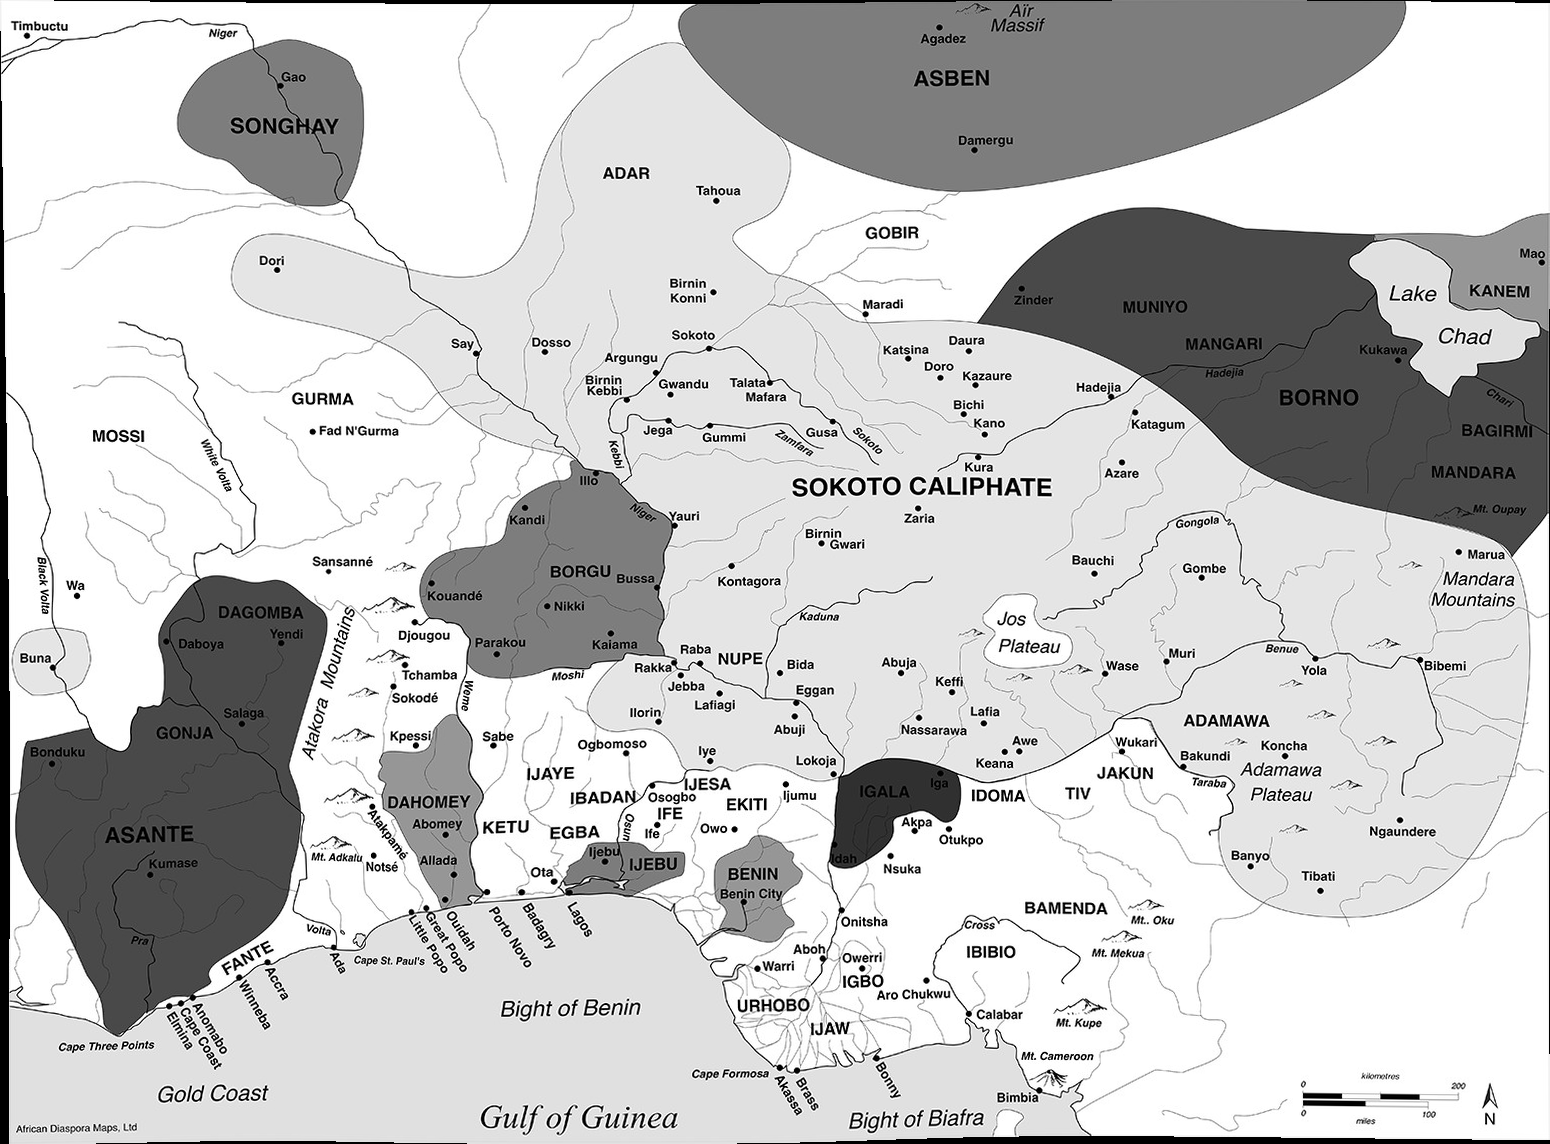 Timbuctu
Niger
Aïr
Massif
Agadez
ASBEN
Damergu
Gao
SONGHAY
ADAR
Tahoua
GOBIR
Mao
KANEM
Lake
Chad
Dori
Birnin
Konni
Maradi
Zinder
MUNIYO
MANGARI
Hadejia
Kukawa
BORNO
Chari
BAGIRMI
MANDARA
Mt. Oupay
Say
Dosso
Sokoto
Argungu
Birnin
Kebbi
Gwandu
Talata
Mafara
Katsina
Daura
Doro
Kazaure
Bichi
Kano
Hadejia
Katagum
GURMA
Fad N'Gurma
MOSSI
White Volta
Jega
Gummi
Zamfara
Gusa
Sokoto
Kebbi
Kura
Azare
Illo
SOKOTO CALIPHATE
Kandi
Niger
Yauri
Zaria
Gongola
Birnin
Gwari
Marua
Mandara
Mountains
Black Volta
Wa
Sansanné
BORGU
Bussa
Kouandé
Nikki
Kontagora
Bauchi
Gombe
DAGOMBA
Yendi
Daboya
Djougou
Kaiama
Parakou
Kaduna
Jos
Plateau
Buna
Atakora Mountains
Tchamba
Sokodé
Weme
Moshi
Rakka
Raba
Jebba
NUPE
Lafiagi
Bida
Eggan
Abuja
Keffi
Wase
Muri
Benue
Yola
Bibemi
Salaga
GONJA
Bonduku
Kpessi
Sabe
Ilorin
Ogbomoso
Abuji
Nassarawa
Lafia
Awe
Keana
ADAMAWA
Wukari
Bakundi
Koncha
Adamawa
Plateau
Iye
Lokoja
IJAYE
IBADAN
IJESA
Osogbo
Ijumu
IGALA
Iga
IDOMA
TIV
JAKUN
Taraba
DAHOMEY
Abomey
KETU
EGBA
Osun
IFE
Ife
EKITI
Owo
Akpa
Otukpo
Ngaundere
ASANTE
Kumase
Mt. Adkalu
Atakpamé
Notsé
Allada
Ijebu
IJEBU
Ota
BENIN
Benin City
Idah
Nsuka
Banyo
Tibati
Pra
FANTE
Volta
Ada
Cape St. Paul's
Little Popo
Great Popo
Ouidah
Porto Novo
Badagry
Lagos
Onitsha
Cross
BAMENDA
Mt.. Oku
Mt. Mekua
Accra
Winneba
Anomabo
Cape Coast
Elmina
Cape Three Points
Warri
Aboh
Owerri
IGBO
IBIBIO
Aro Chukwu
URHOBO
IJAW
Calabar
Mt. Kupe
Mt. Cameroon
Bimbia
Bight of Benin
Cape Formosa
Akassa
Brass
Bonny
Gold Coast
Gulf of Guinea
Bight of Biafra
African Diaspora Maps, Ltd
kilometres
0
200
0
100
miles
N